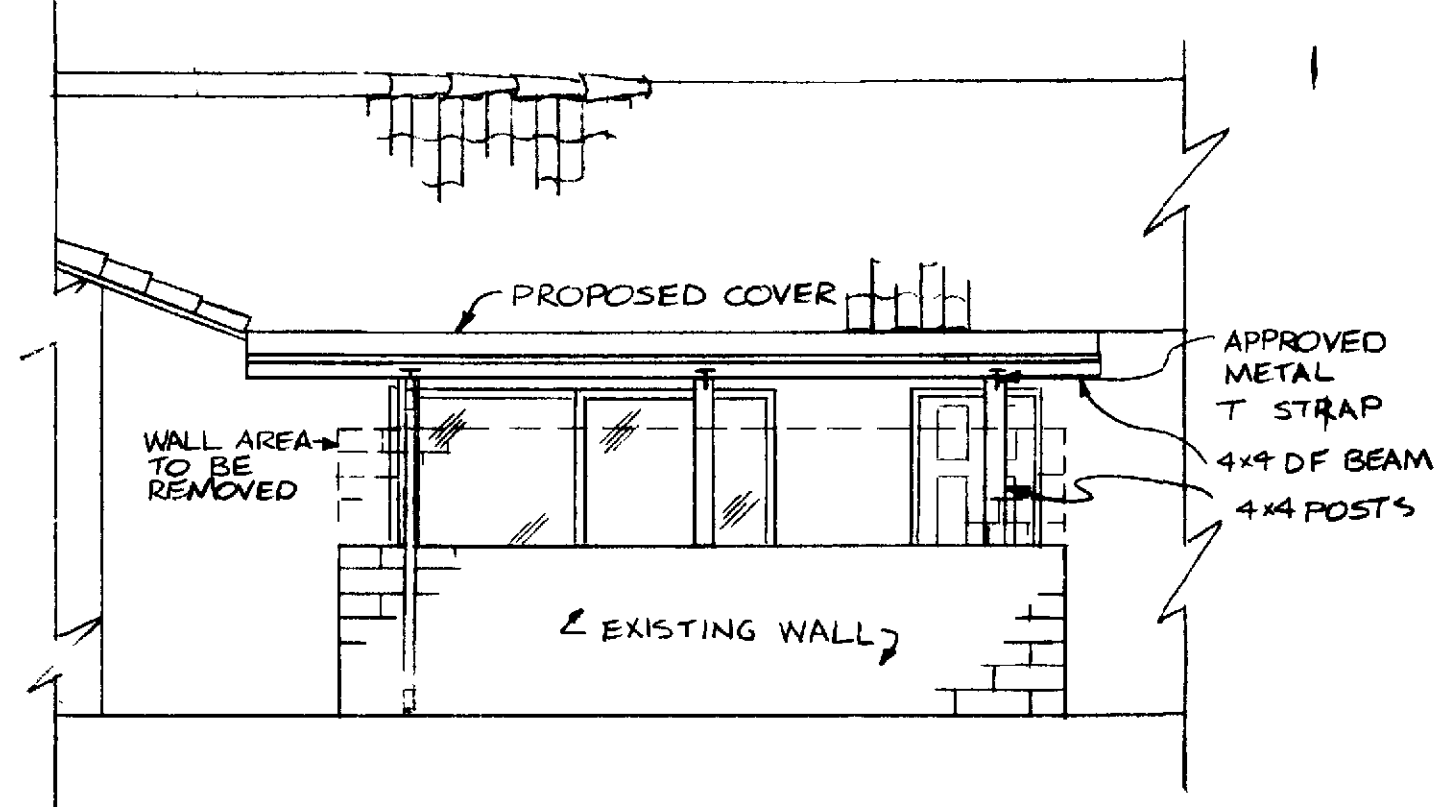 PROPOSED COVER
APPROVED
METAL
T STRAP
4x4 DF BEAM
4x4 POSTS
WALL AREA
TO BE
REMOVED
EXISTING WALL